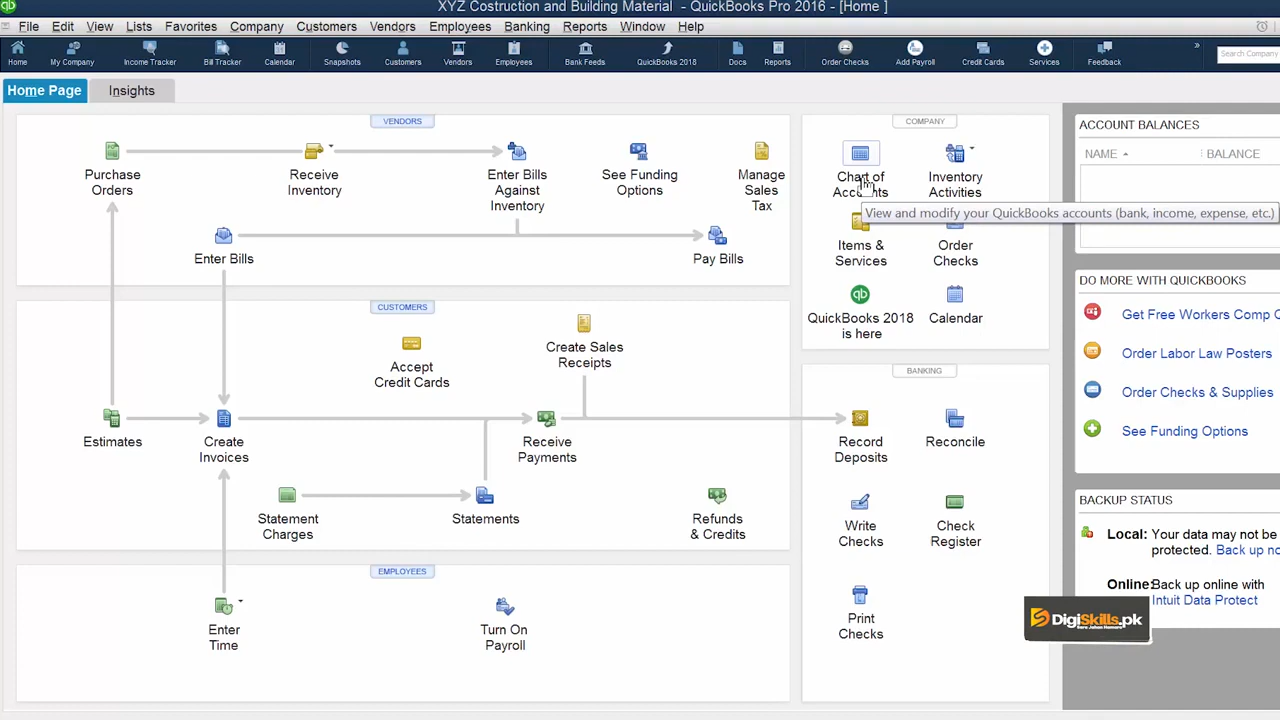 XYZ Costruction and Building Material - QuickBooks Pro 2016 - [Home ]
File Edit View Lists Favorites Company Customers Vendors Employees Banking Reports Window Help
Home My Company Income Tracker Bill Tracker Calendar Snapshots Customers Vendors Employees Bank Feeds QuickBooks 2018 Docs Reports Order Checks Add Payroll Credit Cards Services Feedback » Search Company
Home Page Insights
VENDORS
Purchase
Orders
Receive
Inventory
Enter Bills
Against
Inventory
See Funding
Options
Manage
Sales
Tax
Enter Bills
Pay Bills
CUSTOMERS
Create Sales
Receipts
Accept
Credit Cards
Estimates
Create
Invoices
Receive
Payments
Statement
Charges
Statements
Refunds
& Credits
EMPLOYEES
Enter
Time
Turn On
Payroll
COMPANY
Chart of
Accounts
Inventory
Activities
View and modify your QuickBooks accounts (bank, income, expense, etc.)
Items &
Services
Order
Checks
QuickBooks 2018
is here
Calendar
BANKING
Record
Deposits
Reconcile
Write
Checks
Check
Register
Print
Checks
ACCOUNT BALANCES
NAME BALANCE
DO MORE WITH QUICKBOOKS
Get Free Workers Comp
Order Labor Law Posters
Order Checks & Supplies
See Funding Options
BACKUP STATUS
Local: Your data may not be
protected. Back up
Online: Back up online with
Intuit Data Protect
DigiSkills.pk